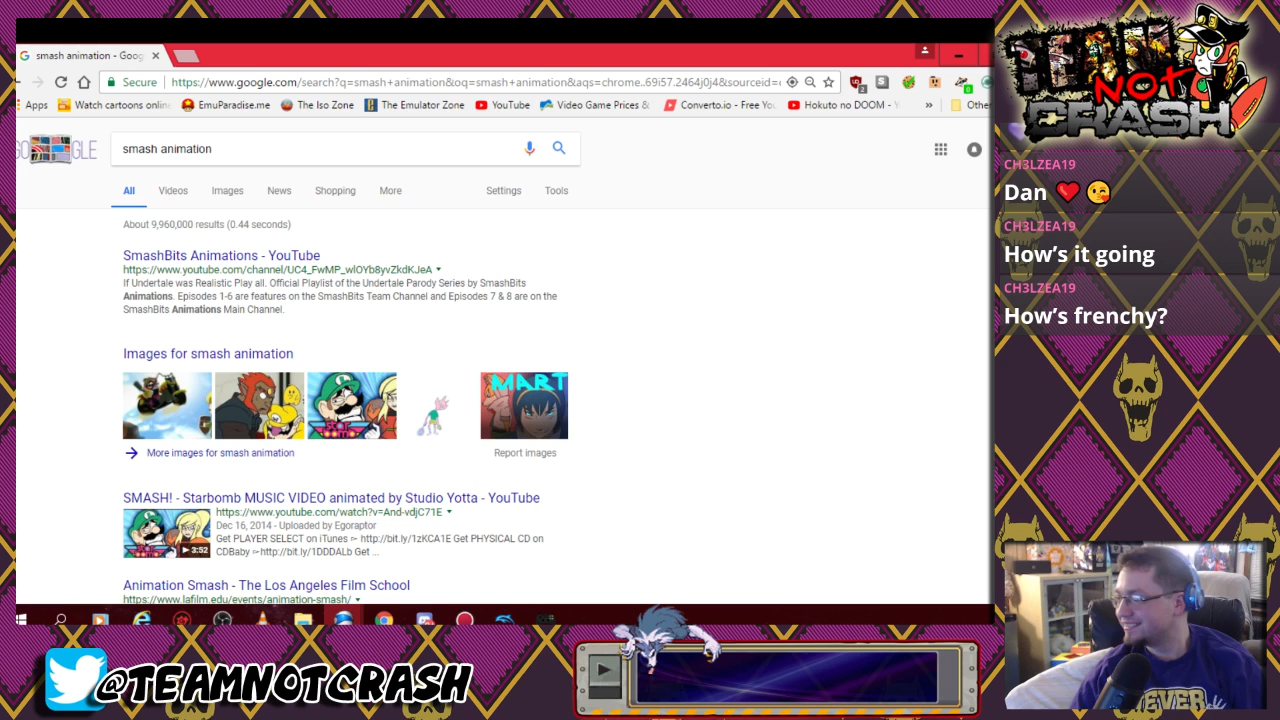 smash animation - Goog
Secure https://www.google.com/search?q=smash+animation&oq=smash+animation&aqs=chrome..69i57.2464j0j4&sourceid=
Apps Watch cartoons onlin EmuParadise.me The Iso Zone The Emulator Zone YouTube Video Game Prices & Converto.io - Free Yo Hokuto no DOOM - Y » Other
smash animation
All Videos Images News Shopping More Settings Tools
About 9,960,000 results (0.44 seconds)
SmashBits Animations - YouTube
https://www.youtube.com/channel/UC4_FwMP_wlOYb8yvZkdKJeA
If Undertale was Realistic Play all. Official Playlist of the Undertale Parody Series by SmashBits
Animations. Episodes 1-6 are features on the SmashBits Team Channel and Episodes 7 & 8 are on the
SmashBits Animations Main Channel.
Images for smash animation
MART
More images for smash animation
Report images
SMASH! - Starbomb MUSIC VIDEO animated by Studio Yotta - YouTube
https://www.youtube.com/watch?v=And-vdjC71E
Dec 16, 2014 - Uploaded by Egoraptor
Get PLAYER SELECT on iTunes ➣ http://bit.ly/1zKCA1E Get PHYSICAL CD on
CDBaby ➣http://bit.ly/1DDDALb Get ...
3:52
Animation Smash - The Los Angeles Film School
https://www.lafilm.edu/events/animation-smash/
TEAM
NOT
CRASH
CH3LZEA19
Dan ❤️ 😘
CH3LZEA19
How's it going
CH3LZEA19
How's frenchy?
@TEAMNOTCRASH